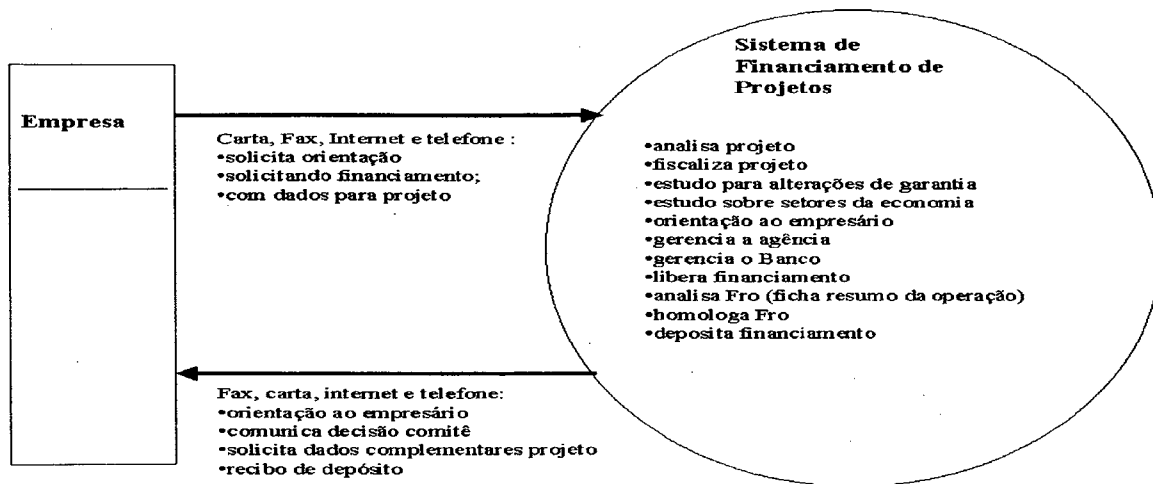 Empresa
Carta, Fax, Internet e telefone :
•solicita orientação
•solicitando financiamento;
•com dados para projeto
Sistema de
Financiamento de
Projetos
•analisa projeto
•fiscaliza projeto
•estudo para alterações de garantia
•estudo sobre setores da economia
•orientação ao empresário
•gerencia a agência
•gerencia o Banco
•libera financiamento
•analisa Fro (ficha resumo da operação)
•homologa Fro
•deposita financiamento
Fax, carta, internet e telefone:
•orientação ao empresário
•comunica decisão comitê
•solicita dados complementares projeto
•recibo de depósito